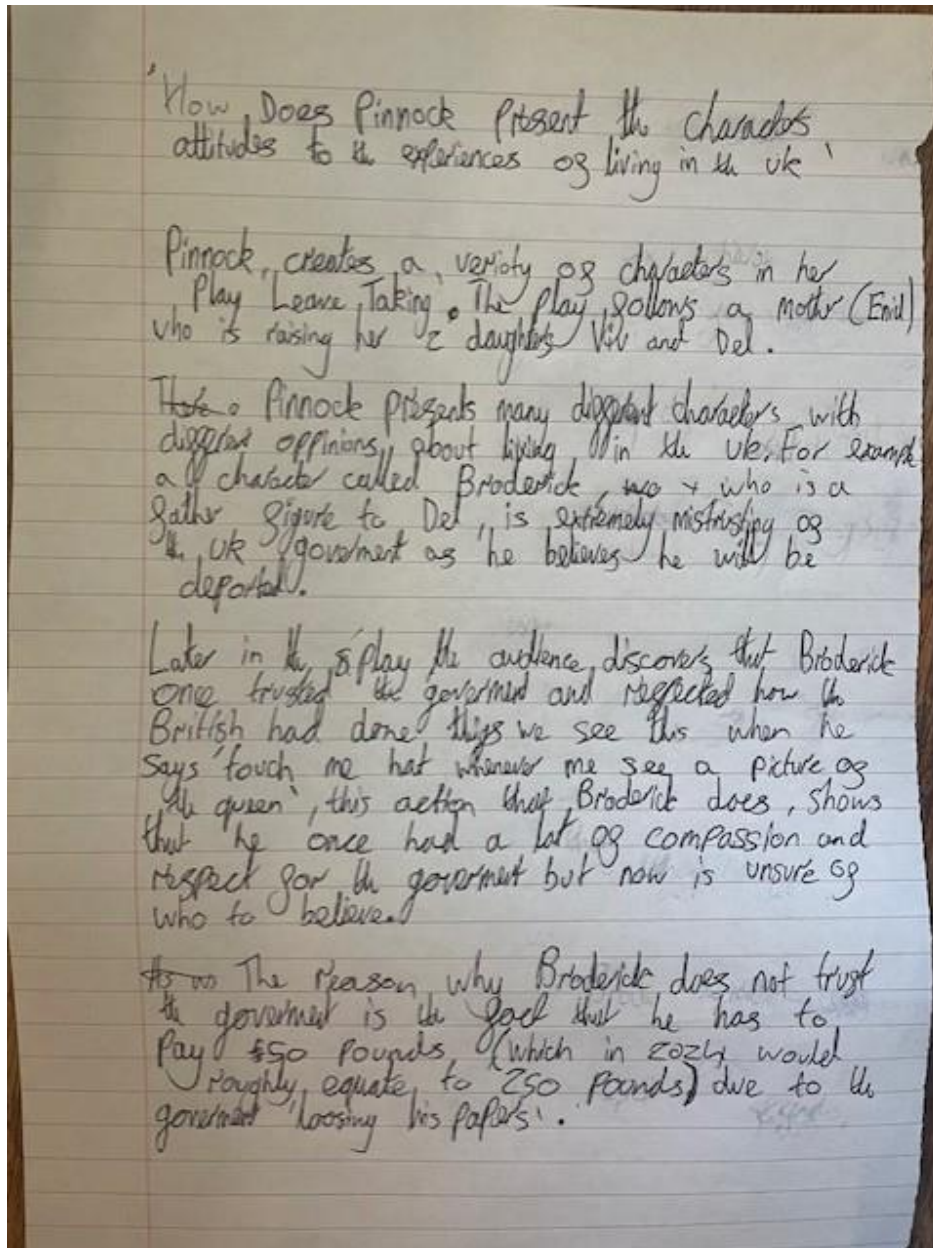 'How Does Pinnock Present the characters
attitudes to the experiences of living in the uk'
Pinnock, creates a veriaty of characters in her
Play 'Leave Taking'. The play follows a mother (Enid)
who is raising her 2 daughters Viv and Del.
Pinnock presents many different characters with
different oppinions, about living in the uk. For example
a character called Broderick, who is a
father figure to Del, is extremely mistrusting of
the UK goverment as he believes he will be
deported.
Later in the play the audience discovers that Broderick
once trusted the goverment and respected how the
British had done things we see this when he
says 'touch me hat whenever me see a picture of
the queen', this action that Broderick does, shows
that he once had a lot of compassion and
respect for the goverment but now is unsure of
who to believe.
The reason why Broderick does not trust
the goverment is the fact that he has to
Pay £50 Pounds, (which in 2024 would
roughly equate to 250 pounds) due to the
goverment 'loosing his papers'.